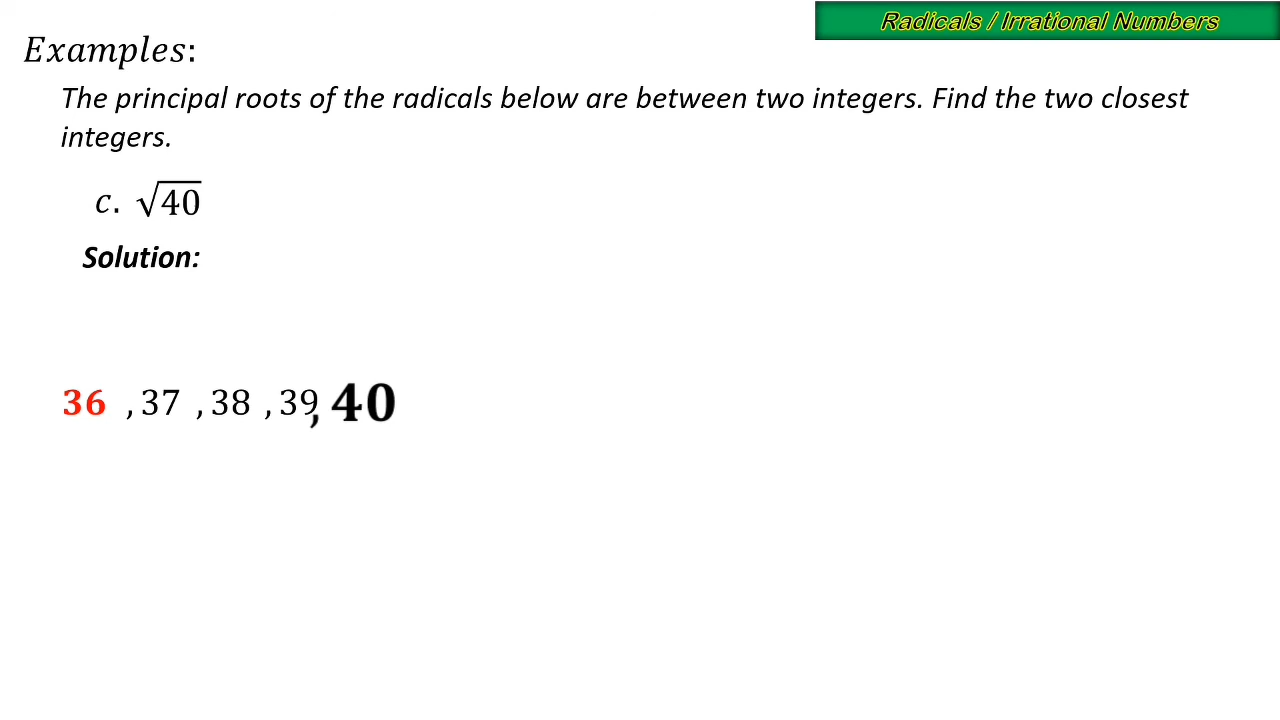 Radicals / Irrational Numbers
Examples:
The principal roots of the radicals below are between two integers. Find the two closest
integers.
c. √40
Solution:
36 , 37 , 38 , 39, 40